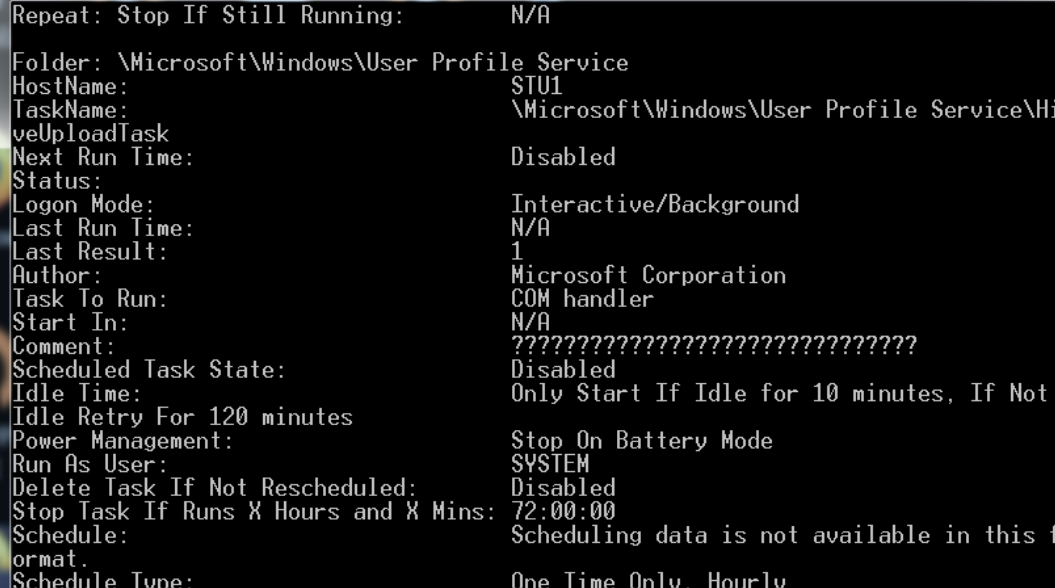 Repeat: Stop If Still Running: N/A
Folder: \Microsoft\Windows\User Profile Service
HostName: STU1
TaskName: \Microsoft\Windows\User Profile Service\Hi
veUploadTask
Next Run Time: Disabled
Status:
Logon Mode: Interactive/Background
Last Run Time: N/A
Last Result: 1
Author: Microsoft Corporation
Task To Run: COM handler
Start In: N/A
Comment: ???????????????????????????????
Scheduled Task State: Disabled
Idle Time: Only Start If Idle for 10 minutes, If Not
Idle Retry For 120 minutes
Power Management: Stop On Battery Mode
Run As User: SYSTEM
Delete Task If Not Rescheduled: Disabled
Stop Task If Runs X Hours and X Mins: 72:00:00
Schedule: Scheduling data is not available in this f
ormat.
Schedule Type: One Time Only, Hourly